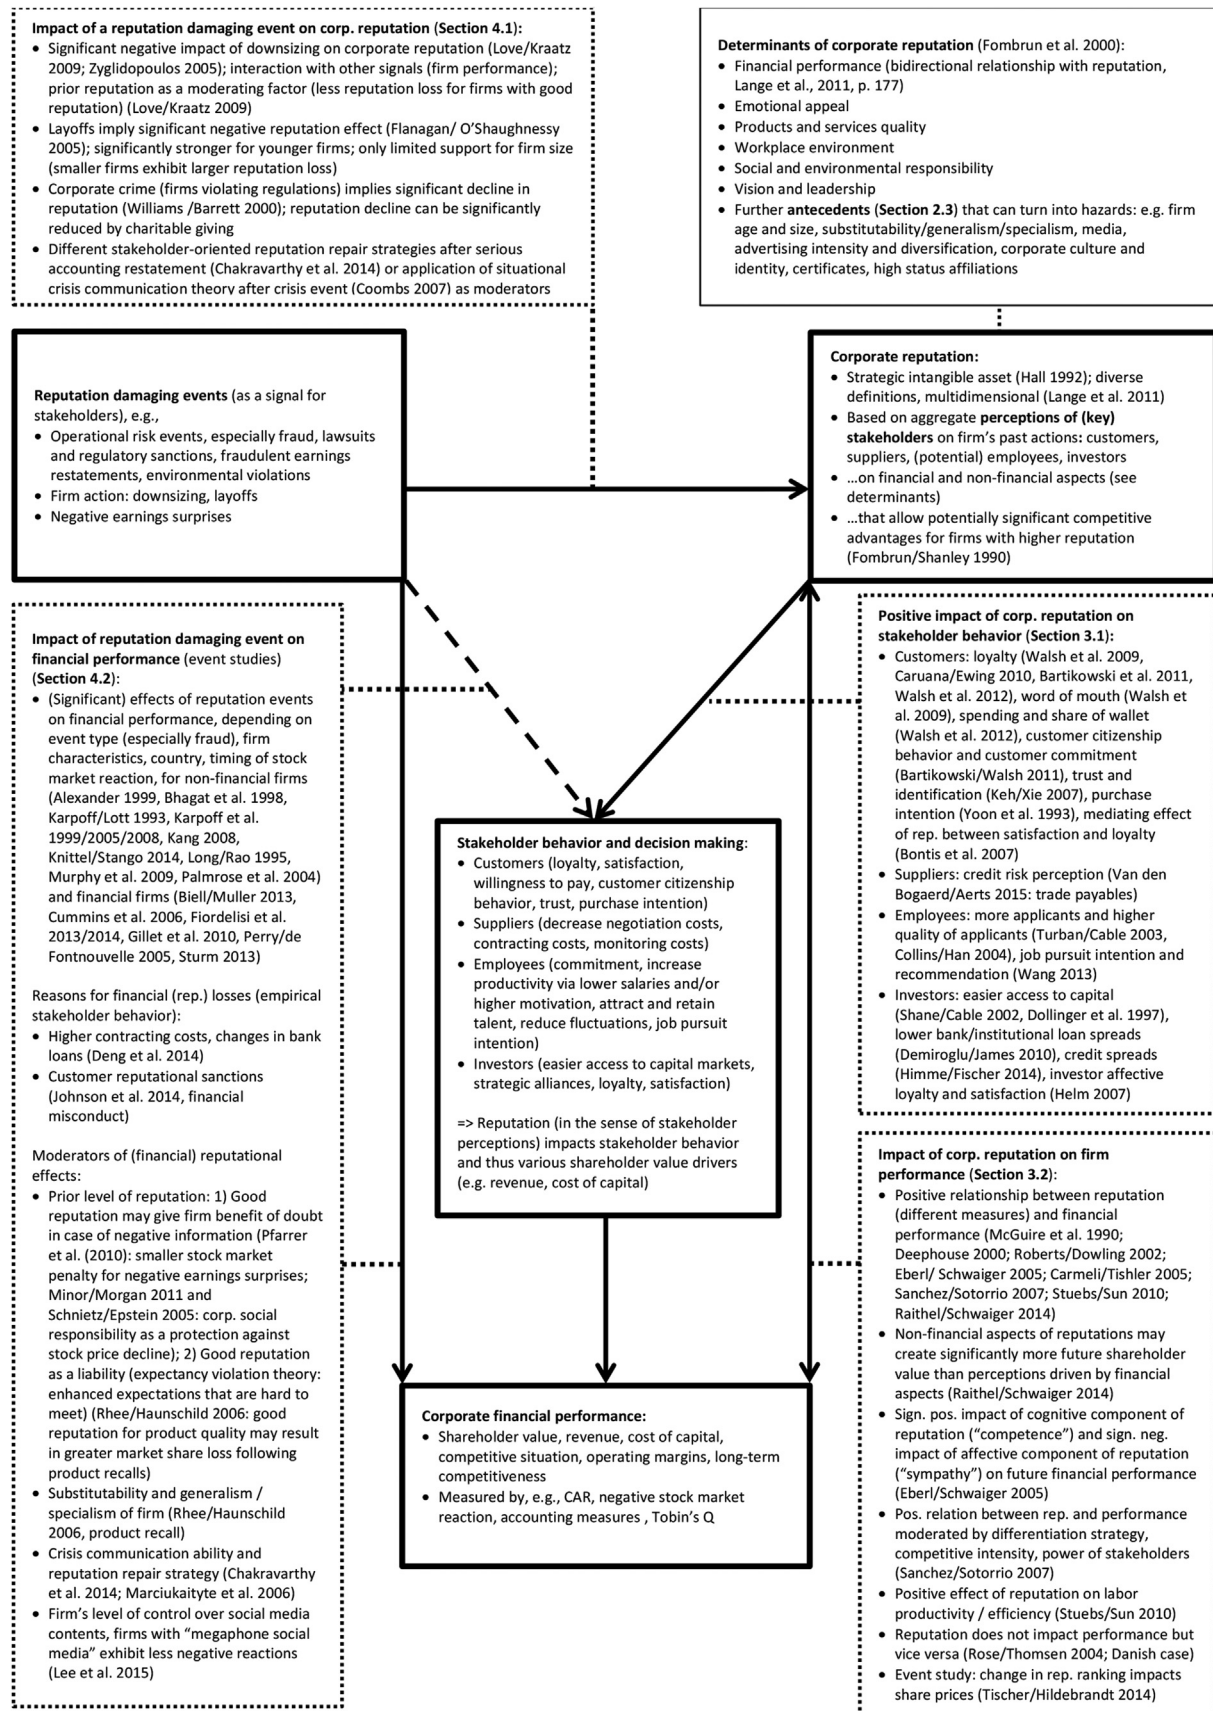 Impact of a reputation damaging event on corp. reputation (Section 4.1):
• Significant negative impact of downsizing on corporate reputation (Love/Kraatz
2009; Zyglidopoulos 2005); interaction with other signals (firm performance);
prior reputation as a moderating factor (less reputation loss for firms with good
reputation) (Love/Kraatz 2009)
• Layoffs imply significant negative reputation effect (Flanagan/ O’Shaughnessy
2005); significantly stronger for younger firms; only limited support for firm size
(smaller firms exhibit larger reputation loss)
• Corporate crime (firms violating regulations) implies significant decline in
reputation (Williams /Barrett 2000); reputation decline can be significantly
reduced by charitable giving
• Different stakeholder-oriented reputation repair strategies after serious
accounting restatement (Chakravarthy et al. 2014) or application of situational
crisis communication theory after crisis event (Coombs 2007) as moderators
Determinants of corporate reputation (Fombrun et al. 2000):
• Financial performance (bidirectional relationship with reputation,
Lange et al., 2011, p. 177)
• Emotional appeal
• Products and services quality
• Workplace environment
• Social and environmental responsibility
• Vision and leadership
• Further antecedents (Section 2.3) that can turn into hazards: e.g. firm
age and size, substitutability/generalism/specialism, media,
advertising intensity and diversification, corporate culture and
identity, certificates, high status affiliations
Reputation damaging events (as a signal for
stakeholders), e.g.,
• Operational risk events, especially fraud, lawsuits
and regulatory sanctions, fraudulent earnings
restatements, environmental violations
• Firm action: downsizing, layoffs
• Negative earnings surprises
Corporate reputation:
• Strategic intangible asset (Hall 1992); diverse
definitions, multidimensional (Lange et al. 2011)
• Based on aggregate perceptions of (key)
stakeholders on firm’s past actions: customers,
suppliers, (potential) employees, investors
• …on financial and non-financial aspects (see
determinants)
• …that allow potentially significant competitive
advantages for firms with higher reputation
(Fombrun/Shanley 1990)
Impact of reputation damaging event on
financial performance (event studies)
(Section 4.2):
• (Significant) effects of reputation events
on financial performance, depending on
event type (especially fraud), firm
characteristics, country, timing of stock
market reaction, for non-financial firms
(Alexander 1999, Bhagat et al. 1998,
Karpoff/Lott 1993, Karpoff et al.
1999/2005/2008, Kang 2008,
Knittel/Stango 2014, Long/Rao 1995,
Murphy et al. 2009, Palmrose et al. 2004)
and financial firms (Biell/Muller 2013,
Cummins et al. 2006, Fiordelisi et al.
2013/2014, Gillet et al. 2010, Perry/de
Fontnouvelle 2005, Sturm 2013)
Reasons for financial (rep.) losses (empirical
stakeholder behavior):
• Higher contracting costs, changes in bank
loans (Deng et al. 2014)
• Customer reputational sanctions
(Johnson et al. 2014, financial
misconduct)
Moderators of (financial) reputational
effects:
• Prior level of reputation: 1) Good
reputation may give firm benefit of doubt
in case of negative information (Pfarrer
et al. (2010): smaller stock market
penalty for negative earnings surprises;
Minor/Morgan 2011 and
Schnietz/Epstein 2005: corp. social
responsibility as a protection against
stock price decline); 2) Good reputation
as a liability (expectancy violation theory:
enhanced expectations that are hard to
meet) (Rhee/Haunschild 2006: good
reputation for product quality may result
in greater market share loss following
product recalls)
• Substitutability and generalism /
specialism of firm (Rhee/Haunschild
2006, product recall)
• Crisis communication ability and
reputation repair strategy (Chakravarthy
et al. 2014; Marciukaityte et al. 2006)
• Firm’s level of control over social media
contents, firms with “megaphone social
media” exhibit less negative reactions
(Lee et al. 2015)
Stakeholder behavior and decision making:
• Customers (loyalty, satisfaction,
willingness to pay, customer citizenship
behavior, trust, purchase intention)
• Suppliers (decrease negotiation costs,
contracting costs, monitoring costs)
• Employees (commitment, increase
productivity via lower salaries and/or
higher motivation, attract and retain
talent, reduce fluctuations, job pursuit
intention)
• Investors (easier access to capital markets,
strategic alliances, loyalty, satisfaction)
=> Reputation (in the sense of stakeholder
perceptions) impacts stakeholder behavior
and thus various shareholder value drivers
(e.g. revenue, cost of capital)
Corporate financial performance:
• Shareholder value, revenue, cost of capital,
competitive situation, operating margins, long-term
competitiveness
• Measured by, e.g., CAR, negative stock market
reaction, accounting measures , Tobin’s Q
Positive impact of corp. reputation on
stakeholder behavior (Section 3.1):
• Customers: loyalty (Walsh et al. 2009,
Caruana/Ewing 2010, Bartikowski et al. 2011,
Walsh et al. 2012), word of mouth (Walsh et
al. 2009), spending and share of wallet
(Walsh et al. 2012), customer citizenship
behavior and customer commitment
(Bartikowski/Walsh 2011), trust and
identification (Keh/Xie 2007), purchase
intention (Yoon et al. 1993), mediating effect
of rep. between satisfaction and loyalty
(Bontis et al. 2007)
• Suppliers: credit risk perception (Van den
Bogaerd/Aerts 2015: trade payables)
• Employees: more applicants and higher
quality of applicants (Turban/Cable 2003,
Collins/Han 2004), job pursuit intention and
recommendation (Wang 2013)
• Investors: easier access to capital
(Shane/Cable 2002, Dollinger et al. 1997),
lower bank/institutional loan spreads
(Demiroglu/James 2010), credit spreads
(Himme/Fischer 2014), investor affective
loyalty and satisfaction (Helm 2007)
Impact of corp. reputation on firm
performance (Section 3.2):
• Positive relationship between reputation
(different measures) and financial
performance (McGuire et al. 1990;
Deephouse 2000; Roberts/Dowling 2002;
Eberl/ Schwaiger 2005; Carmeli/Tishler 2005;
Sanchez/Sotorrio 2007; Stuebs/Sun 2010;
Raithel/Schwaiger 2014)
• Non-financial aspects of reputations may
create significantly more future shareholder
value than perceptions driven by financial
aspects (Raithel/Schwaiger 2014)
• Sign. pos. impact of cognitive component of
reputation (“competence”) and sign. neg.
impact of affective component of reputation
(“sympathy”) on future financial performance
(Eberl/Schwaiger 2005)
• Pos. relation between rep. and performance
moderated by differentiation strategy,
competitive intensity, power of stakeholders
(Sanchez/Sotorrio 2007)
• Positive effect of reputation on labor
productivity / efficiency (Stuebs/Sun 2010)
• Reputation does not impact performance but
vice versa (Rose/Thomsen 2004; Danish case)
• Event study: change in rep. ranking impacts
share prices (Tischer/Hildebrandt 2014)